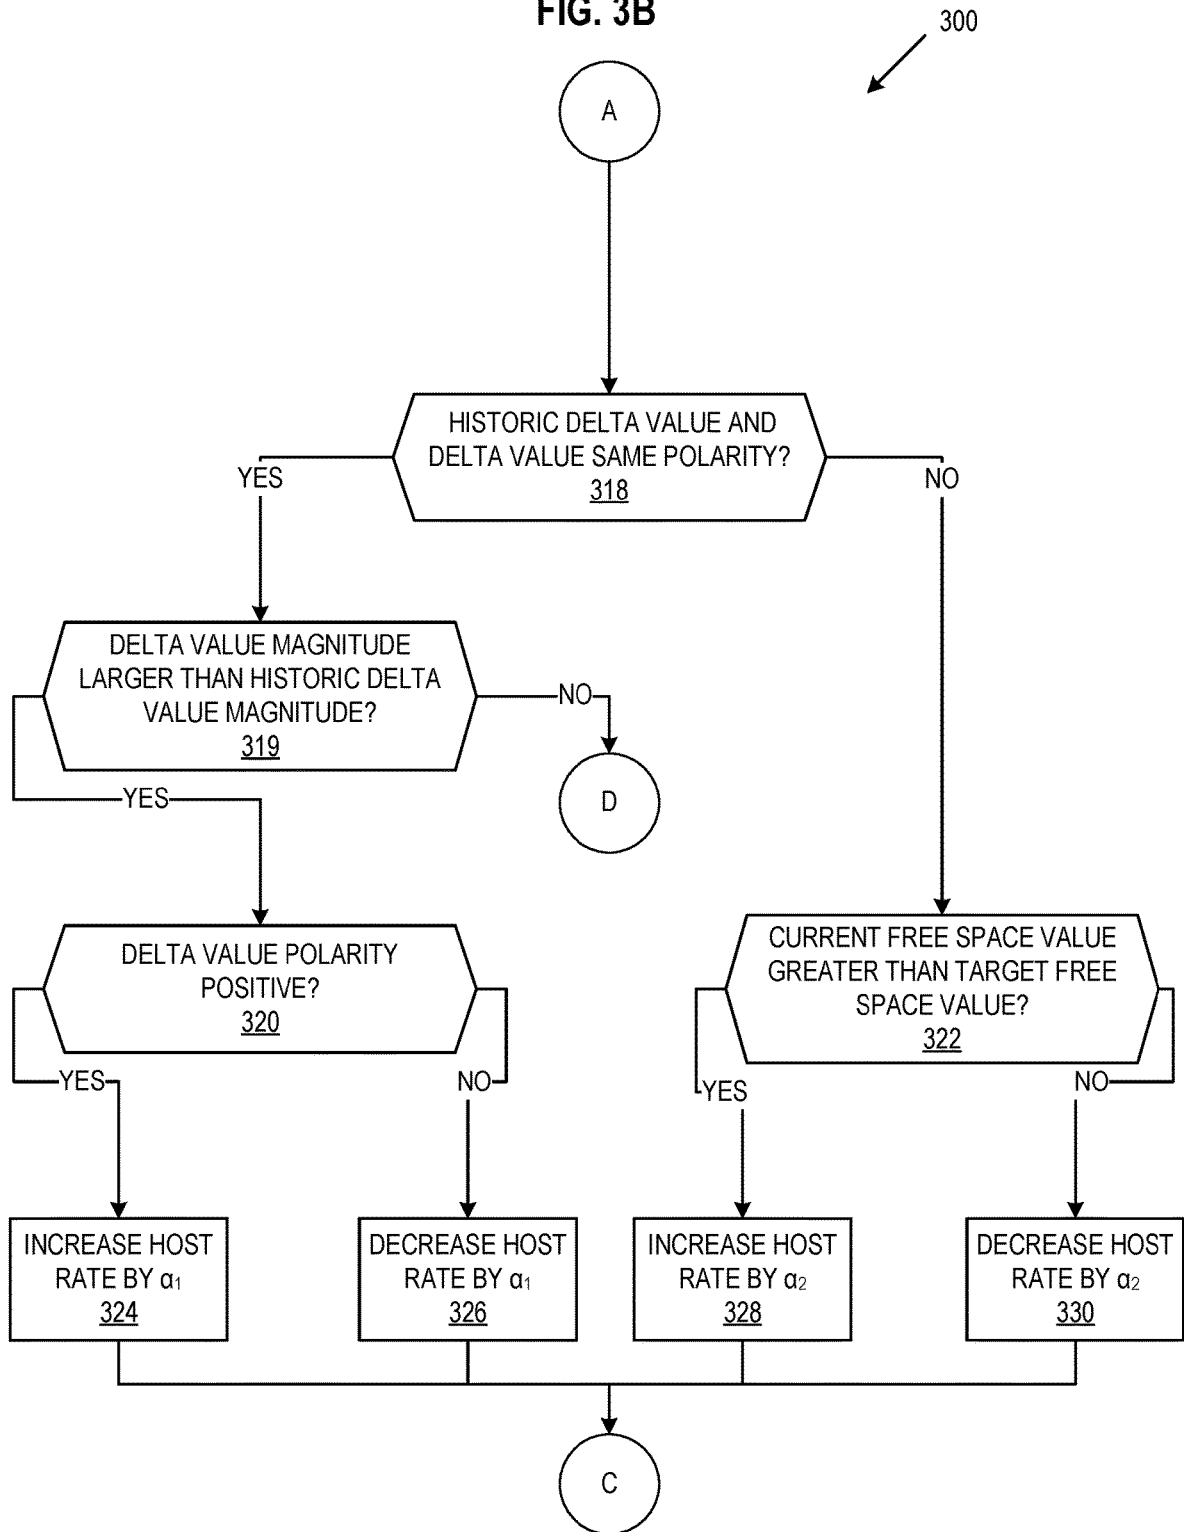 FIG. 3B
300
A
HISTORIC DELTA VALUE AND
DELTA VALUE SAME POLARITY?
318
YES
NO
DELTA VALUE MAGNITUDE
LARGER THAN HISTORIC DELTA
VALUE MAGNITUDE?
319
NO
D
YES
DELTA VALUE POLARITY
POSITIVE?
320
CURRENT FREE SPACE VALUE
GREATER THAN TARGET FREE
SPACE VALUE?
322
YES
NO
YES
NO
INCREASE HOST
RATE BY α₁
324
DECREASE HOST
RATE BY α₁
326
INCREASE HOST
RATE BY α₂
328
DECREASE HOST
RATE BY α₂
330
C